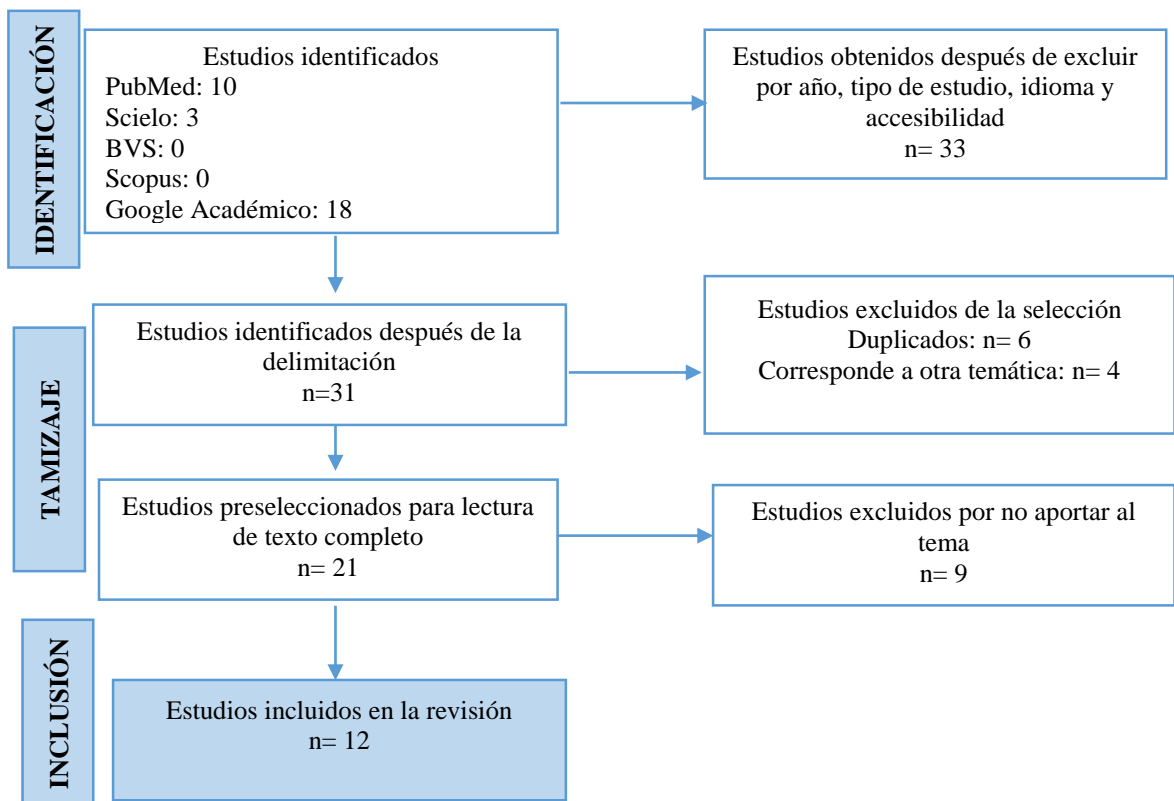 IDENTIFICACIÓN
Estudios identificados
PubMed: 10
Scielo: 3
BVS: 0
Scopus: 0
Google Académico: 18
Estudios obtenidos después de excluir
por año, tipo de estudio, idioma y
accesibilidad
n= 33
TAMIZAJE
Estudios identificados después de la
delimitación
n=31
Estudios excluidos de la selección
Duplicados: n= 6
Corresponde a otra temática: n= 4
Estudios preseleccionados para lectura
de texto completo
n= 21
Estudios excluidos por no aportar al
tema
n= 9
INCLUSIÓN
Estudios incluidos en la revisión
n= 12